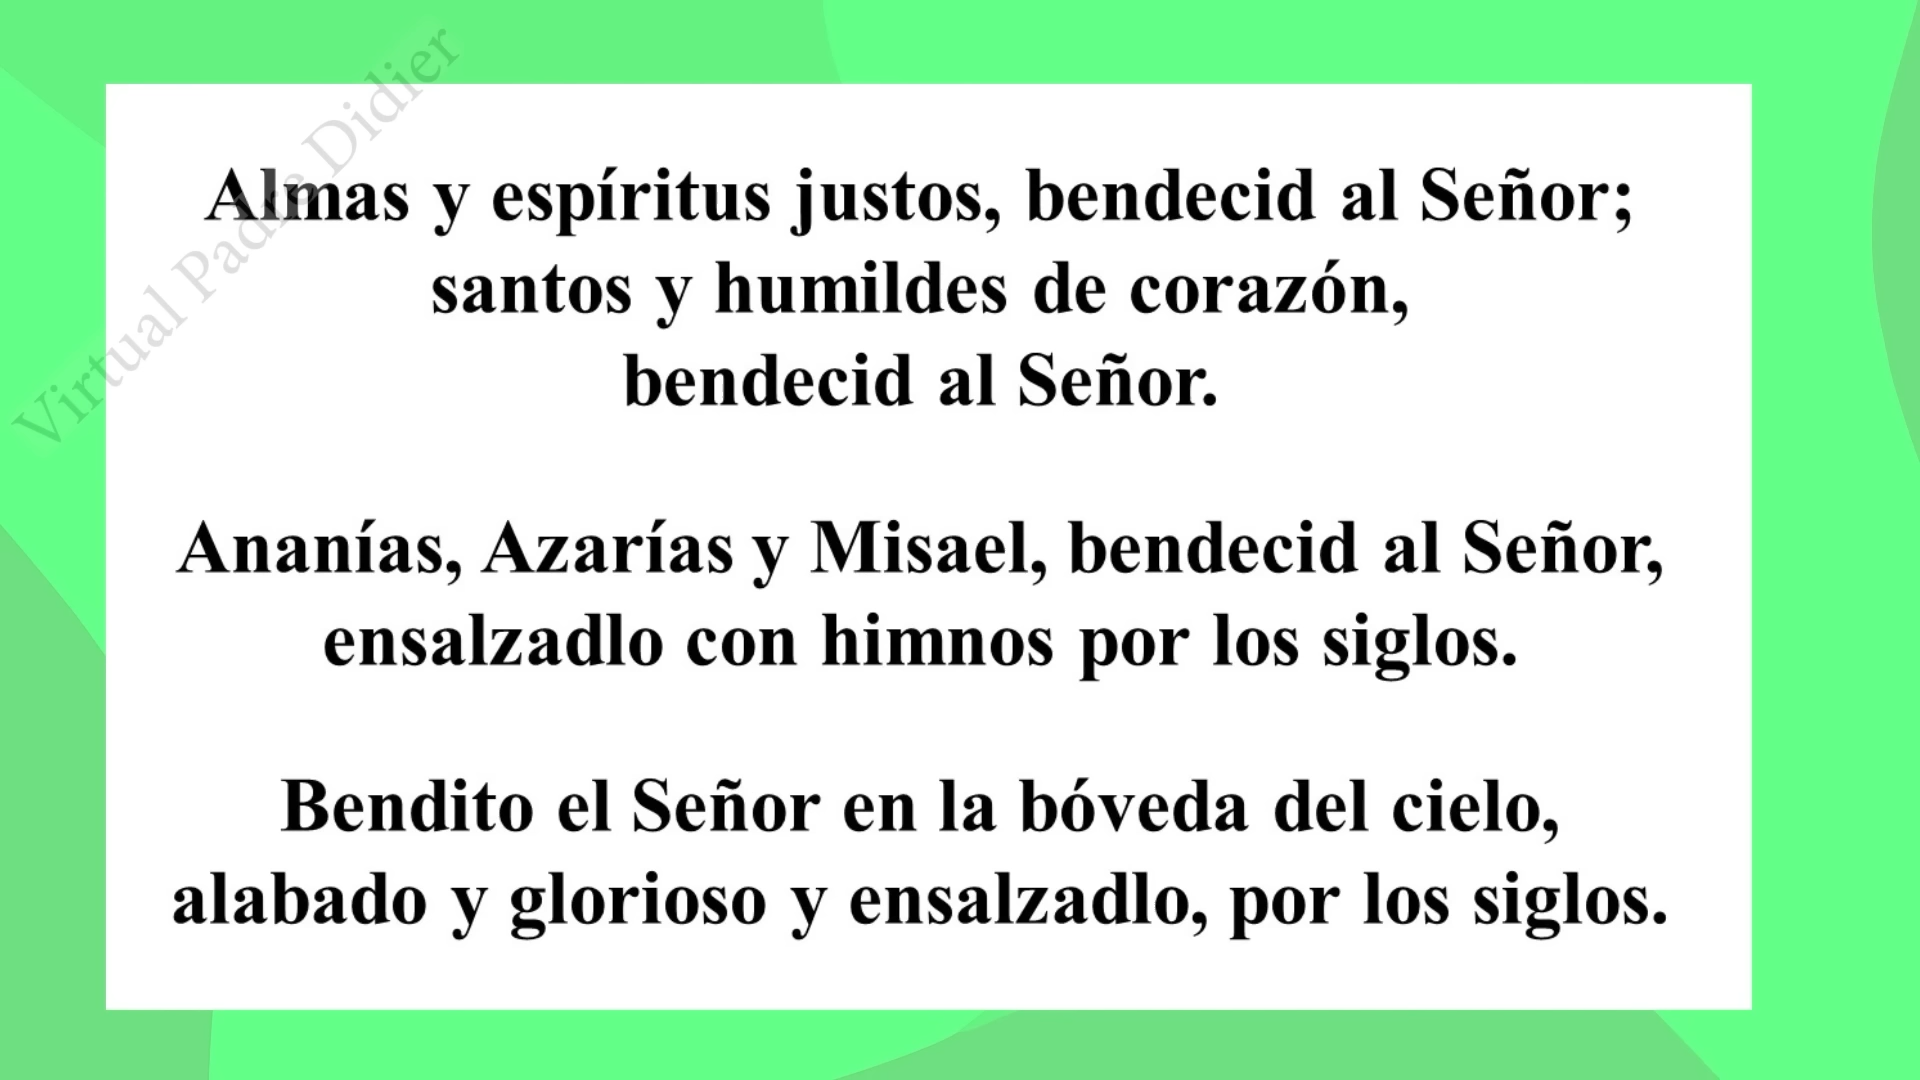 Virtual Padre Didier
Almas y espíritus justos, bendecid al Señor;
santos y humildes de corazón,
bendecid al Señor.
Ananías, Azarías y Misael, bendecid al Señor,
ensalzadlo con himnos por los siglos.
Bendito el Señor en la bóveda del cielo,
alabado y glorioso y ensalzadlo, por los siglos.